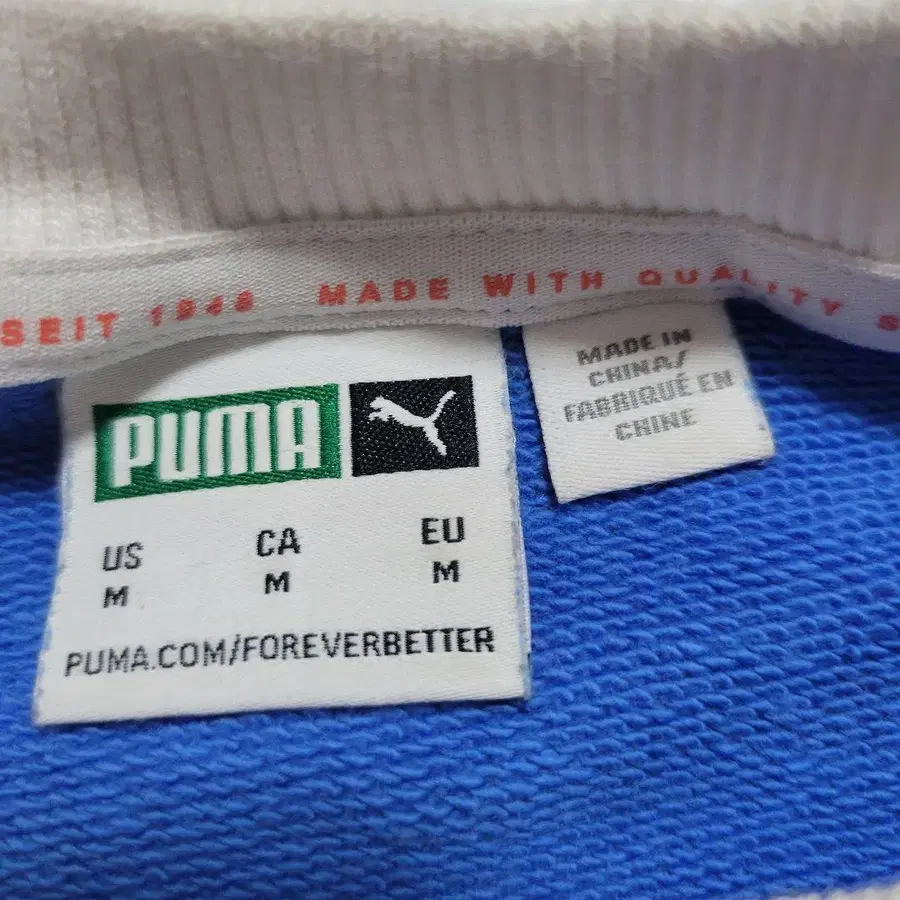 SEIT 1948 MADE WITH QUALITY S
PUMA
US CA EU
M M M
PUMA.COM/FOREVERBETTER
MADE IN
CHINA/
FABRIQUÉ EN
CHINE